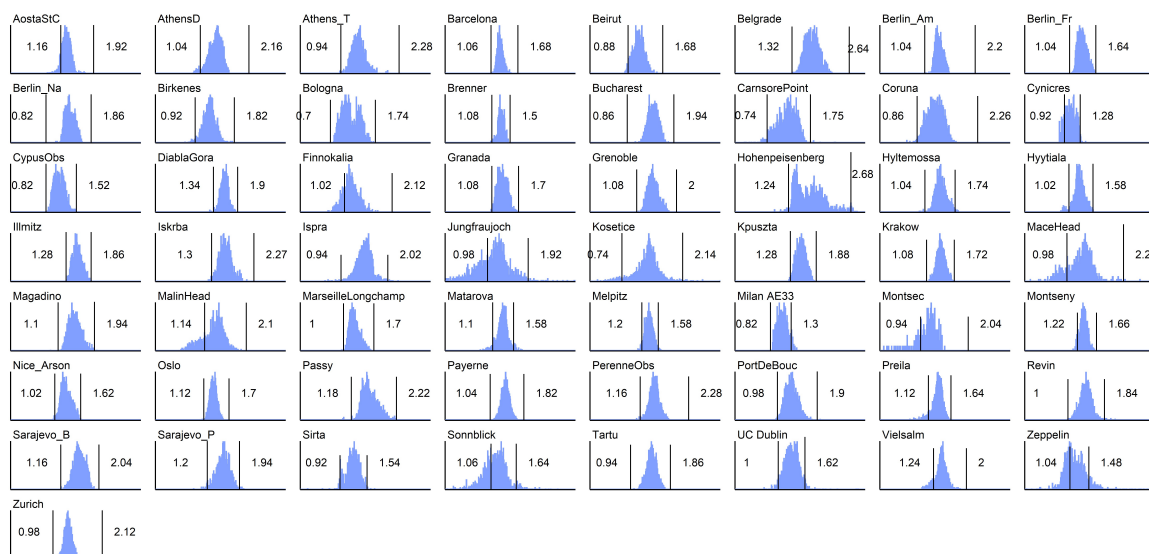 AostaStC AthensD Athens_T Barcelona Beirut Belgrade Berlin_Am Berlin_Fr
1.16 1.92 1.04 2.16 0.94 2.28 1.06 1.68 0.88 1.68 1.32 2.64 1.04 2.2 1.04 1.64
Berlin_Na Birkenes Bologna Brenner Bucharest CarnsorePoint Coruna Cynicres
0.82 1.86 0.92 1.82 0.7 1.74 1.08 1.5 0.86 1.94 0.74 1.75 0.86 2.26 0.92 1.28
CypusObs DiablaGora Finnokalia Granada Grenoble Hohenpeisenberg Hyltemossa Hyytiala
0.82 1.52 1.34 1.9 1.02 2.12 1.08 1.7 1.08 2 1.24 2.68 1.04 1.74 1.02 1.58
Illmitz Iskrba Ispra Jungfraujoch Kosetice Kpuszta Krakow MaceHead
1.28 1.86 1.3 2.27 0.94 2.02 0.98 1.92 0.74 2.14 1.28 1.88 1.08 1.72 0.98 2.2
Magadino MalinHead MarseilleLongchamp Matarova Melpitz Milan AE33 Montsec Montseny
1.1 1.94 1.14 2.1 1 1.7 1.1 1.58 1.2 1.58 0.82 1.3 0.94 2.04 1.22 1.66
Nice_Arson Oslo Passy Payerne PerenneObs PortDeBouc Preila Revin
1.02 1.62 1.12 1.7 1.18 2.22 1.04 1.82 1.16 2.28 0.98 1.9 1.12 1.64 1 1.84
Sarajevo_B Sarajevo_P Sirta Sonnblick Tartu UC Dublin Vielsalm Zeppelin
1.16 2.04 1.2 1.94 0.92 1.54 1.06 1.64 0.94 1.86 1 1.62 1.24 2 1.04 1.48
Zurich
0.98 2.12